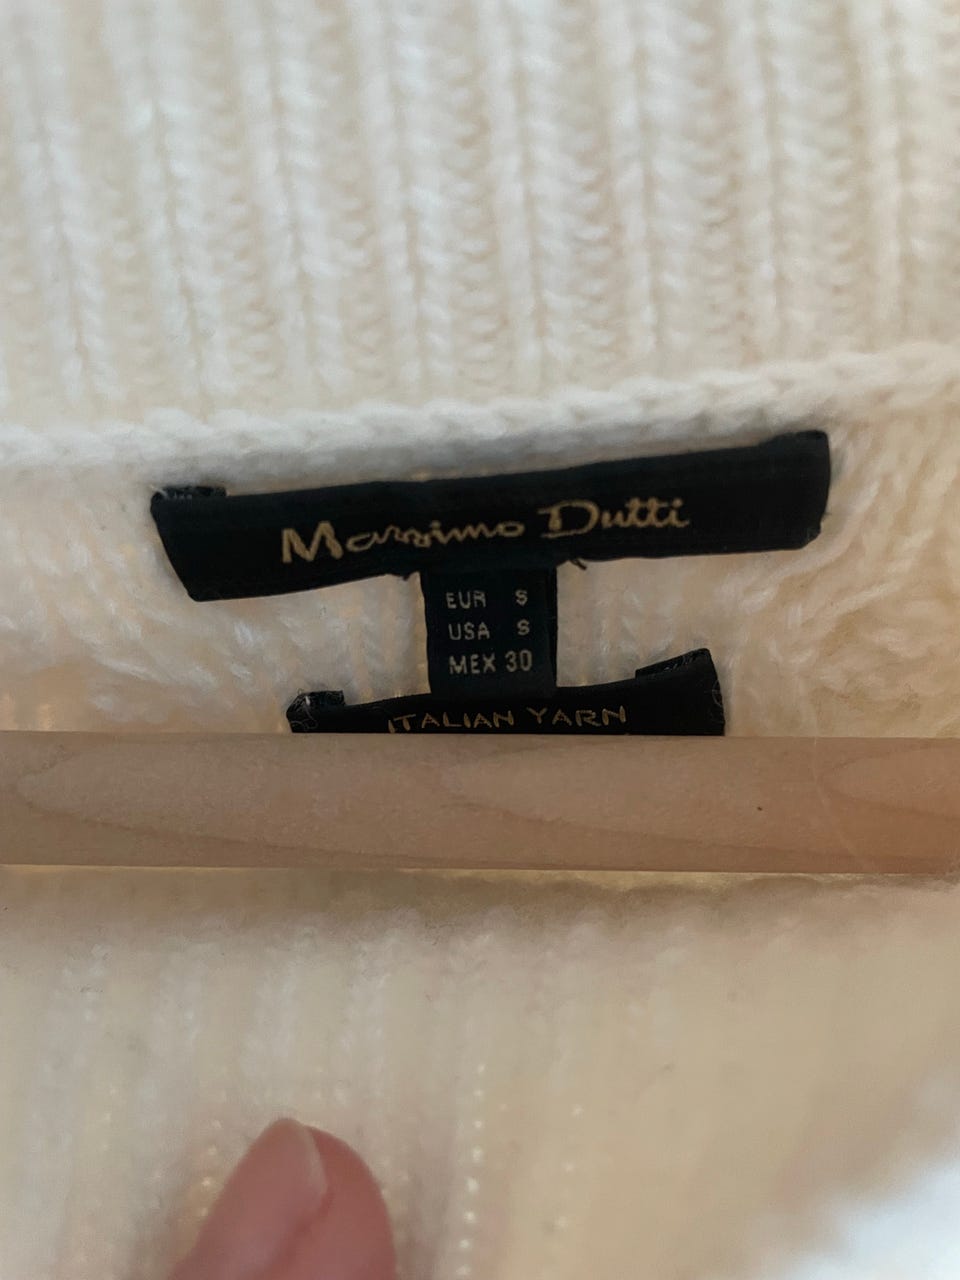 Massimo Dutti
EUR S
USA S
MEX 30
ITALIAN YARN